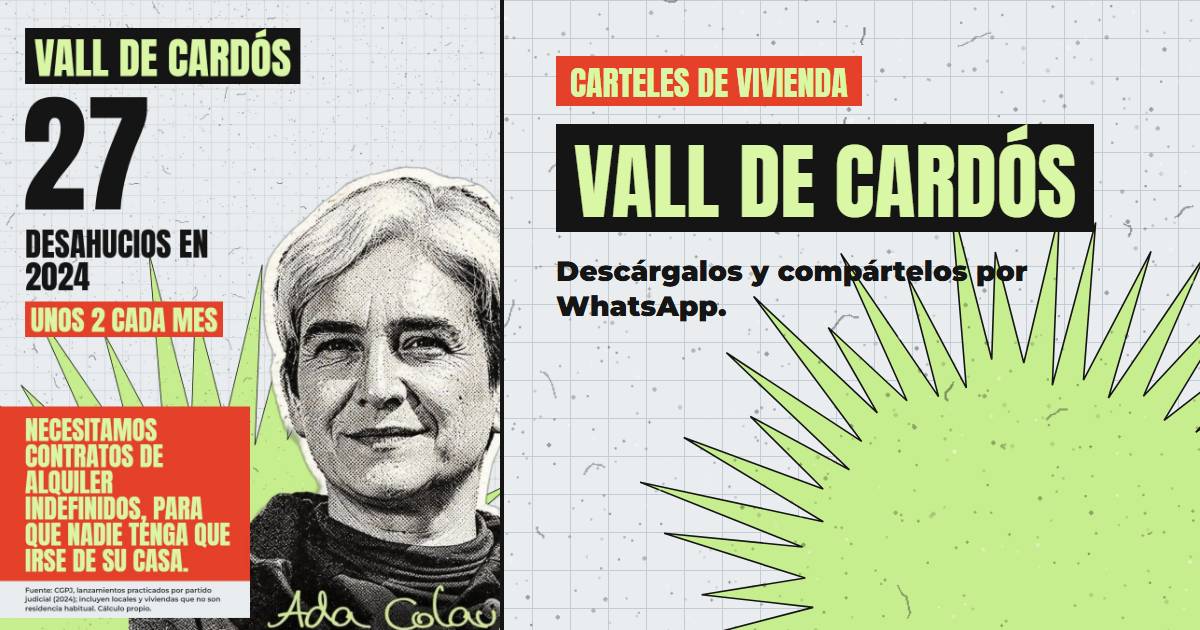 VALL DE CARDÓS
27
DESAHUCIOS EN
2024
UNOS 2 CADA MES
NECESITAMOS
CONTRATOS DE
ALQUILER
INDEFINIDOS, PARA
QUE NADIE TENGA QUE
IRSE DE SU CASA.
Fuente: CGPJ, lanzamientos practicados por partido
judicial (2024); incluyen locales y viviendas que no son
residencia habitual. Cálculo propio.
Ada Colau
CARTELES DE VIVIENDA
VALL DE CARDÓS
Descárgalos y compártelos por
WhatsApp.